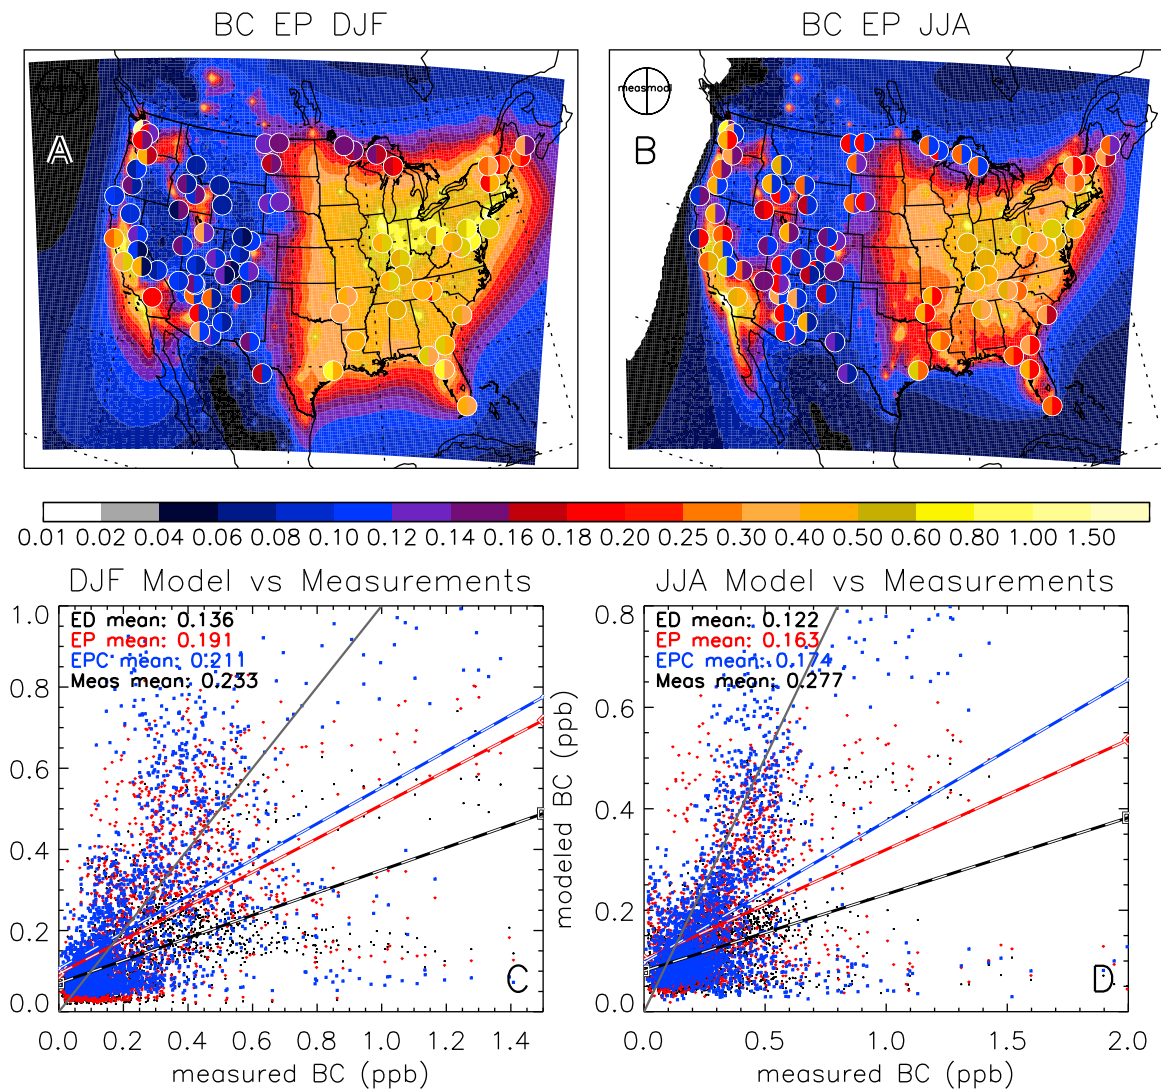 BC EP DJF
BC EP JJA
measmodl
A
B
0.01 0.02 0.04 0.06 0.08 0.10 0.12 0.14 0.16 0.18 0.20 0.25 0.30 0.40 0.50 0.60 0.80 1.00 1.50
DJF Model vs Measurements
JJA Model vs Measurements
ED mean: 0.136
EP mean: 0.191
EPC mean: 0.211
Meas mean: 0.233
ED mean: 0.122
EP mean: 0.163
EPC mean: 0.174
Meas mean: 0.277
1.0
0.8
0.6
0.4
0.2
0.0
modeled BC (ppb)
0.8
0.6
0.4
0.2
0.0
C
D
0.0 0.2 0.4 0.6 0.8 1.0 1.2 1.4
0.0 0.5 1.0 1.5 2.0
measured BC (ppb)
measured BC (ppb)